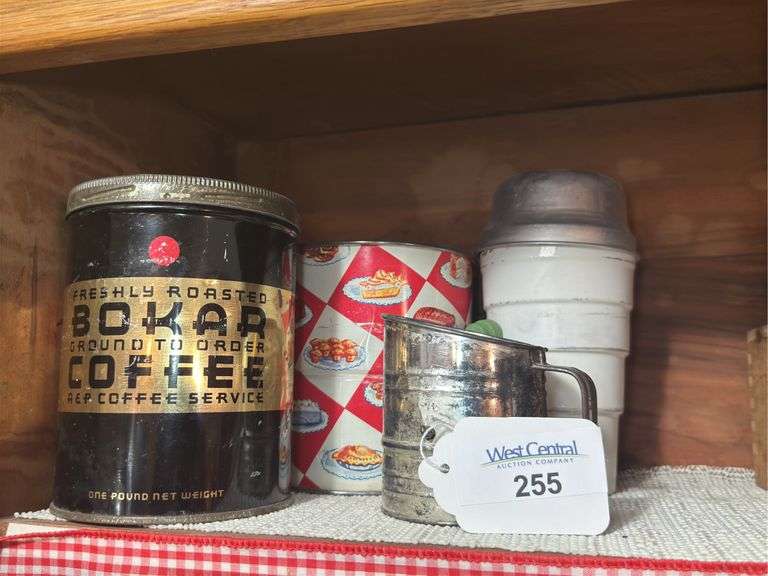 FRESHLY ROASTED
BOKAR
GROUND TO ORDER
COFFEE
A&P COFFEE SERVICE
ONE POUND NET WEIGHT
West Central
AUCTION COMPANY
255